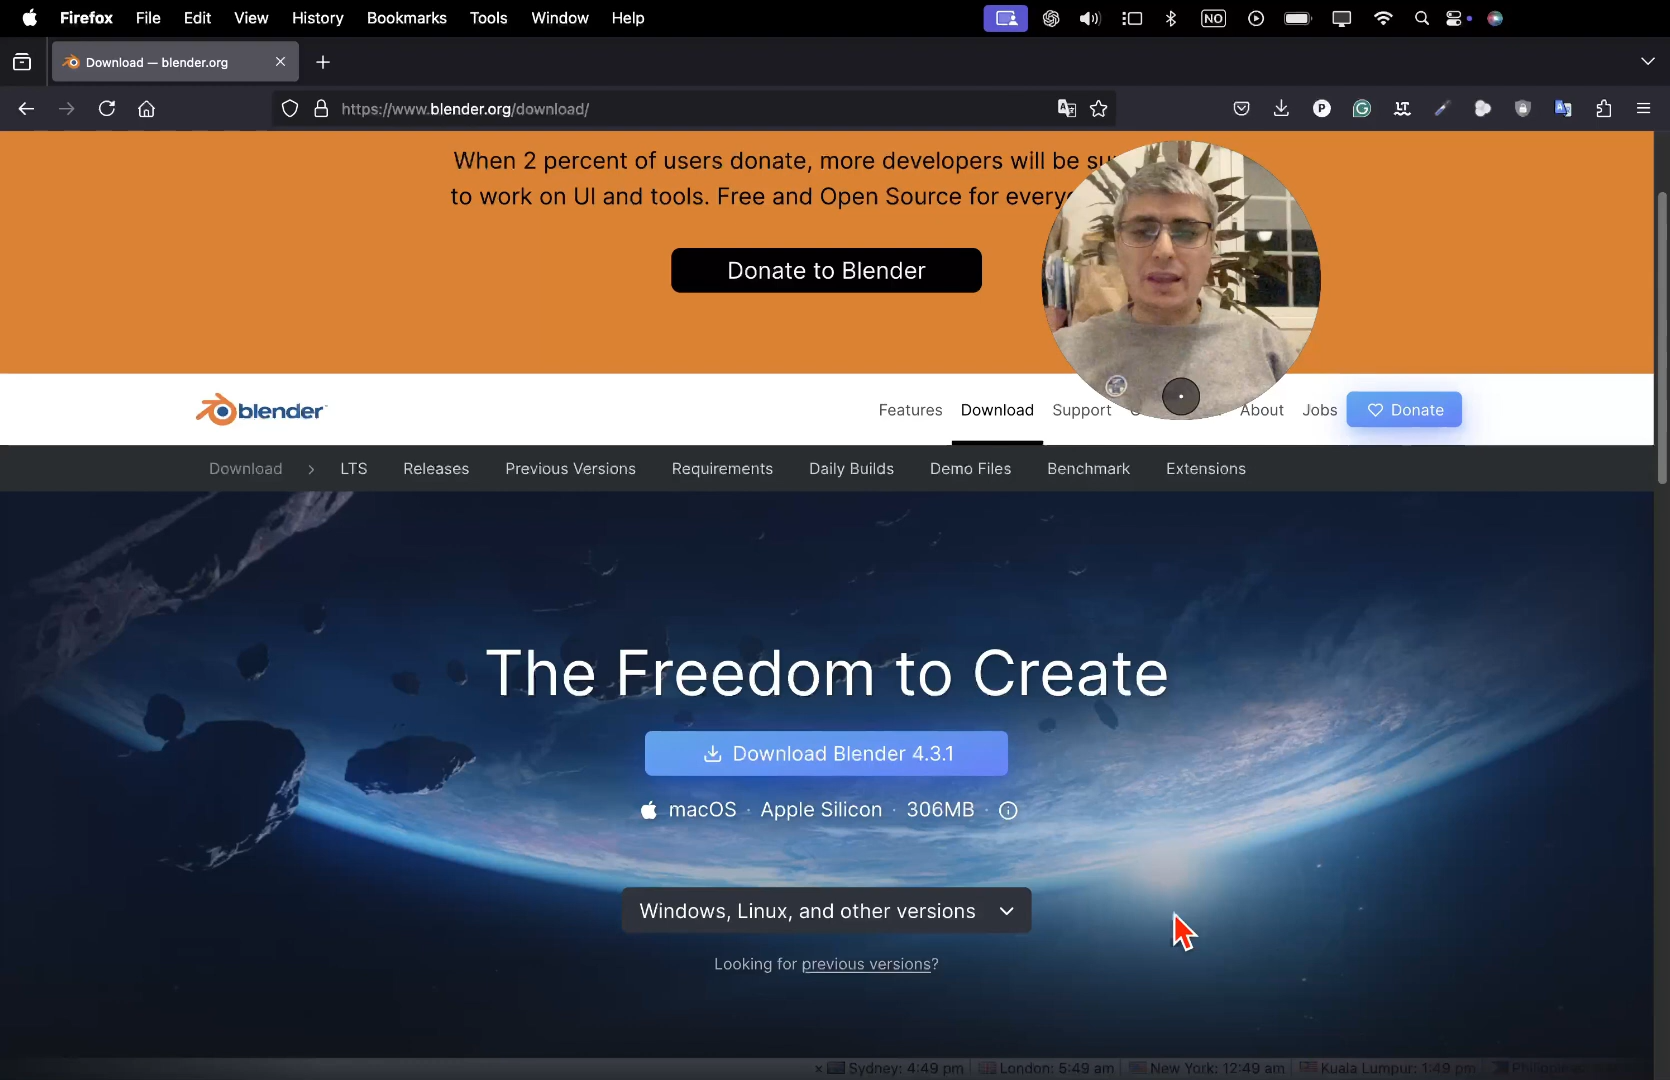 Firefox File Edit View History Bookmarks Tools Window Help NO
Download — blender.org
https://www.blender.org/download/
When 2 percent of users donate, more developers will be
to work on UI and tools. Free and Open Source for
Donate to Blender
blender Features Download Support About Jobs Donate
Download > LTS Releases Previous Versions Requirements Daily Builds Demo Files Benchmark Extensions
The Freedom to Create
Download Blender 4.3.1
macOS · Apple Silicon · 306MB ·
Windows, Linux, and other versions
Looking for previous versions?
× Sydney: 4:49 pm London: 5:49 am New York: 12:49 am Kuala Lumpur: 1:49 pm